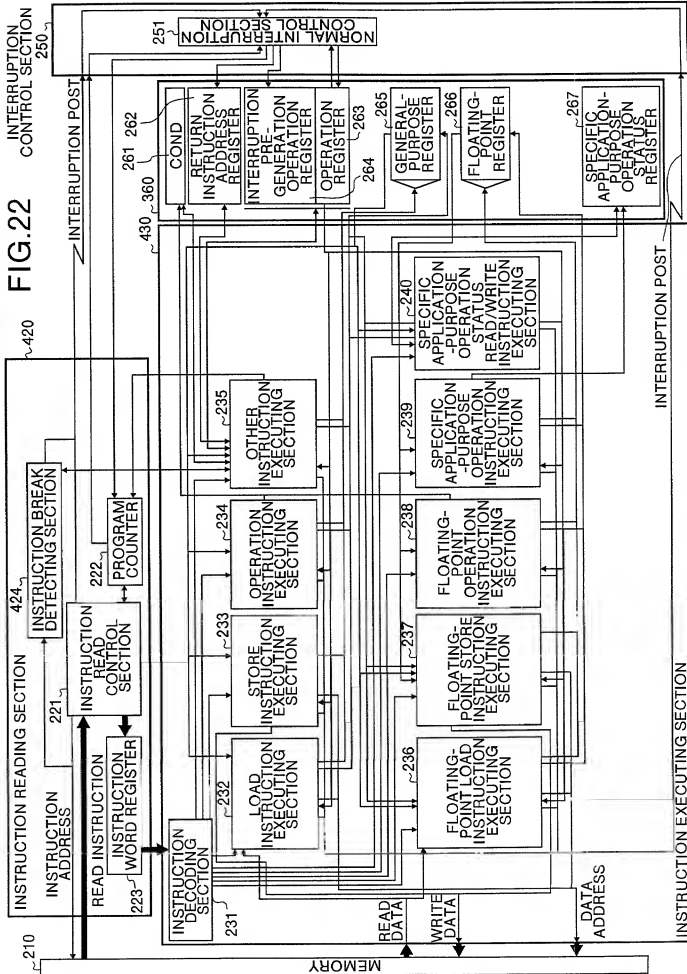 FIG.22
INTERRUPTION
CONTROL SECTION
250
251
NORMAL INTERRUPTION
CONTROL SECTION
INTERRUPTION POST
420
INSTRUCTION READING SECTION
INSTRUCTION
ADDRESS
424
INSTRUCTION BREAK
DETECTING SECTION
221
INSTRUCTION
READ
CONTROL
SECTION
222
PROGRAM
COUNTER
READ INSTRUCTION
223
INSTRUCTION
WORD REGISTER
210
MEMORY
360
261
COND
262
RETURN
INSTRUCTION
ADDRESS
REGISTER
INTERRUPTION
PRE-
GENERATION
OPERATION
REGISTER
264
OPERATION
REGISTER
263
265
GENERAL-
PURPOSE
REGISTER
266
FLOATING-
POINT
REGISTER
267
SPECIFIC
APPLICATION-
PURPOSE
OPERATION
STATUS
REGISTER
430
INSTRUCTION
DECODING
SECTION
231
232
LOAD
INSTRUCTION
EXECUTING
SECTION
233
STORE
INSTRUCTION
EXECUTING
SECTION
234
OPERATION
INSTRUCTION
EXECUTING
SECTION
235
OTHER
INSTRUCTION
EXECUTING
SECTION
236
FLOATING-
POINT LOAD
INSTRUCTION
EXECUTING
SECTION
237
FLOATING-
POINT STORE
INSTRUCTION
EXECUTING
SECTION
238
FLOATING-
POINT
OPERATION
INSTRUCTION
EXECUTING
SECTION
239
SPECIFIC
APPLICATION
-PURPOSE
OPERATION
INSTRUCTION
EXECUTING
SECTION
240
SPECIFIC
APPLICATION
-PURPOSE
OPERATION
STATUS
READ/WRITE
INSTRUCTION
EXECUTING
SECTION
READ
DATA
WRITE
DATA
DATA
ADDRESS
INTERRUPTION POST
INSTRUCTION EXECUTING SECTION